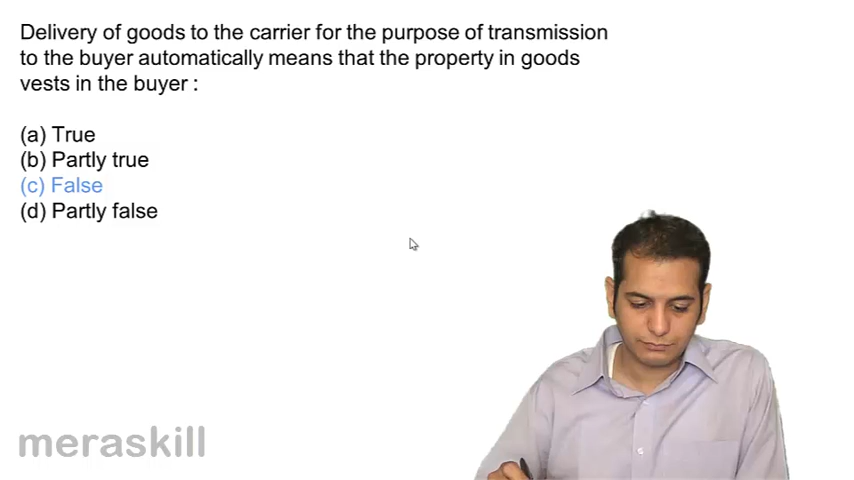 Delivery of goods to the carrier for the purpose of transmission
to the buyer automatically means that the property in goods
vests in the buyer :
(a) True
(b) Partly true
(c) False
(d) Partly false
meraskill